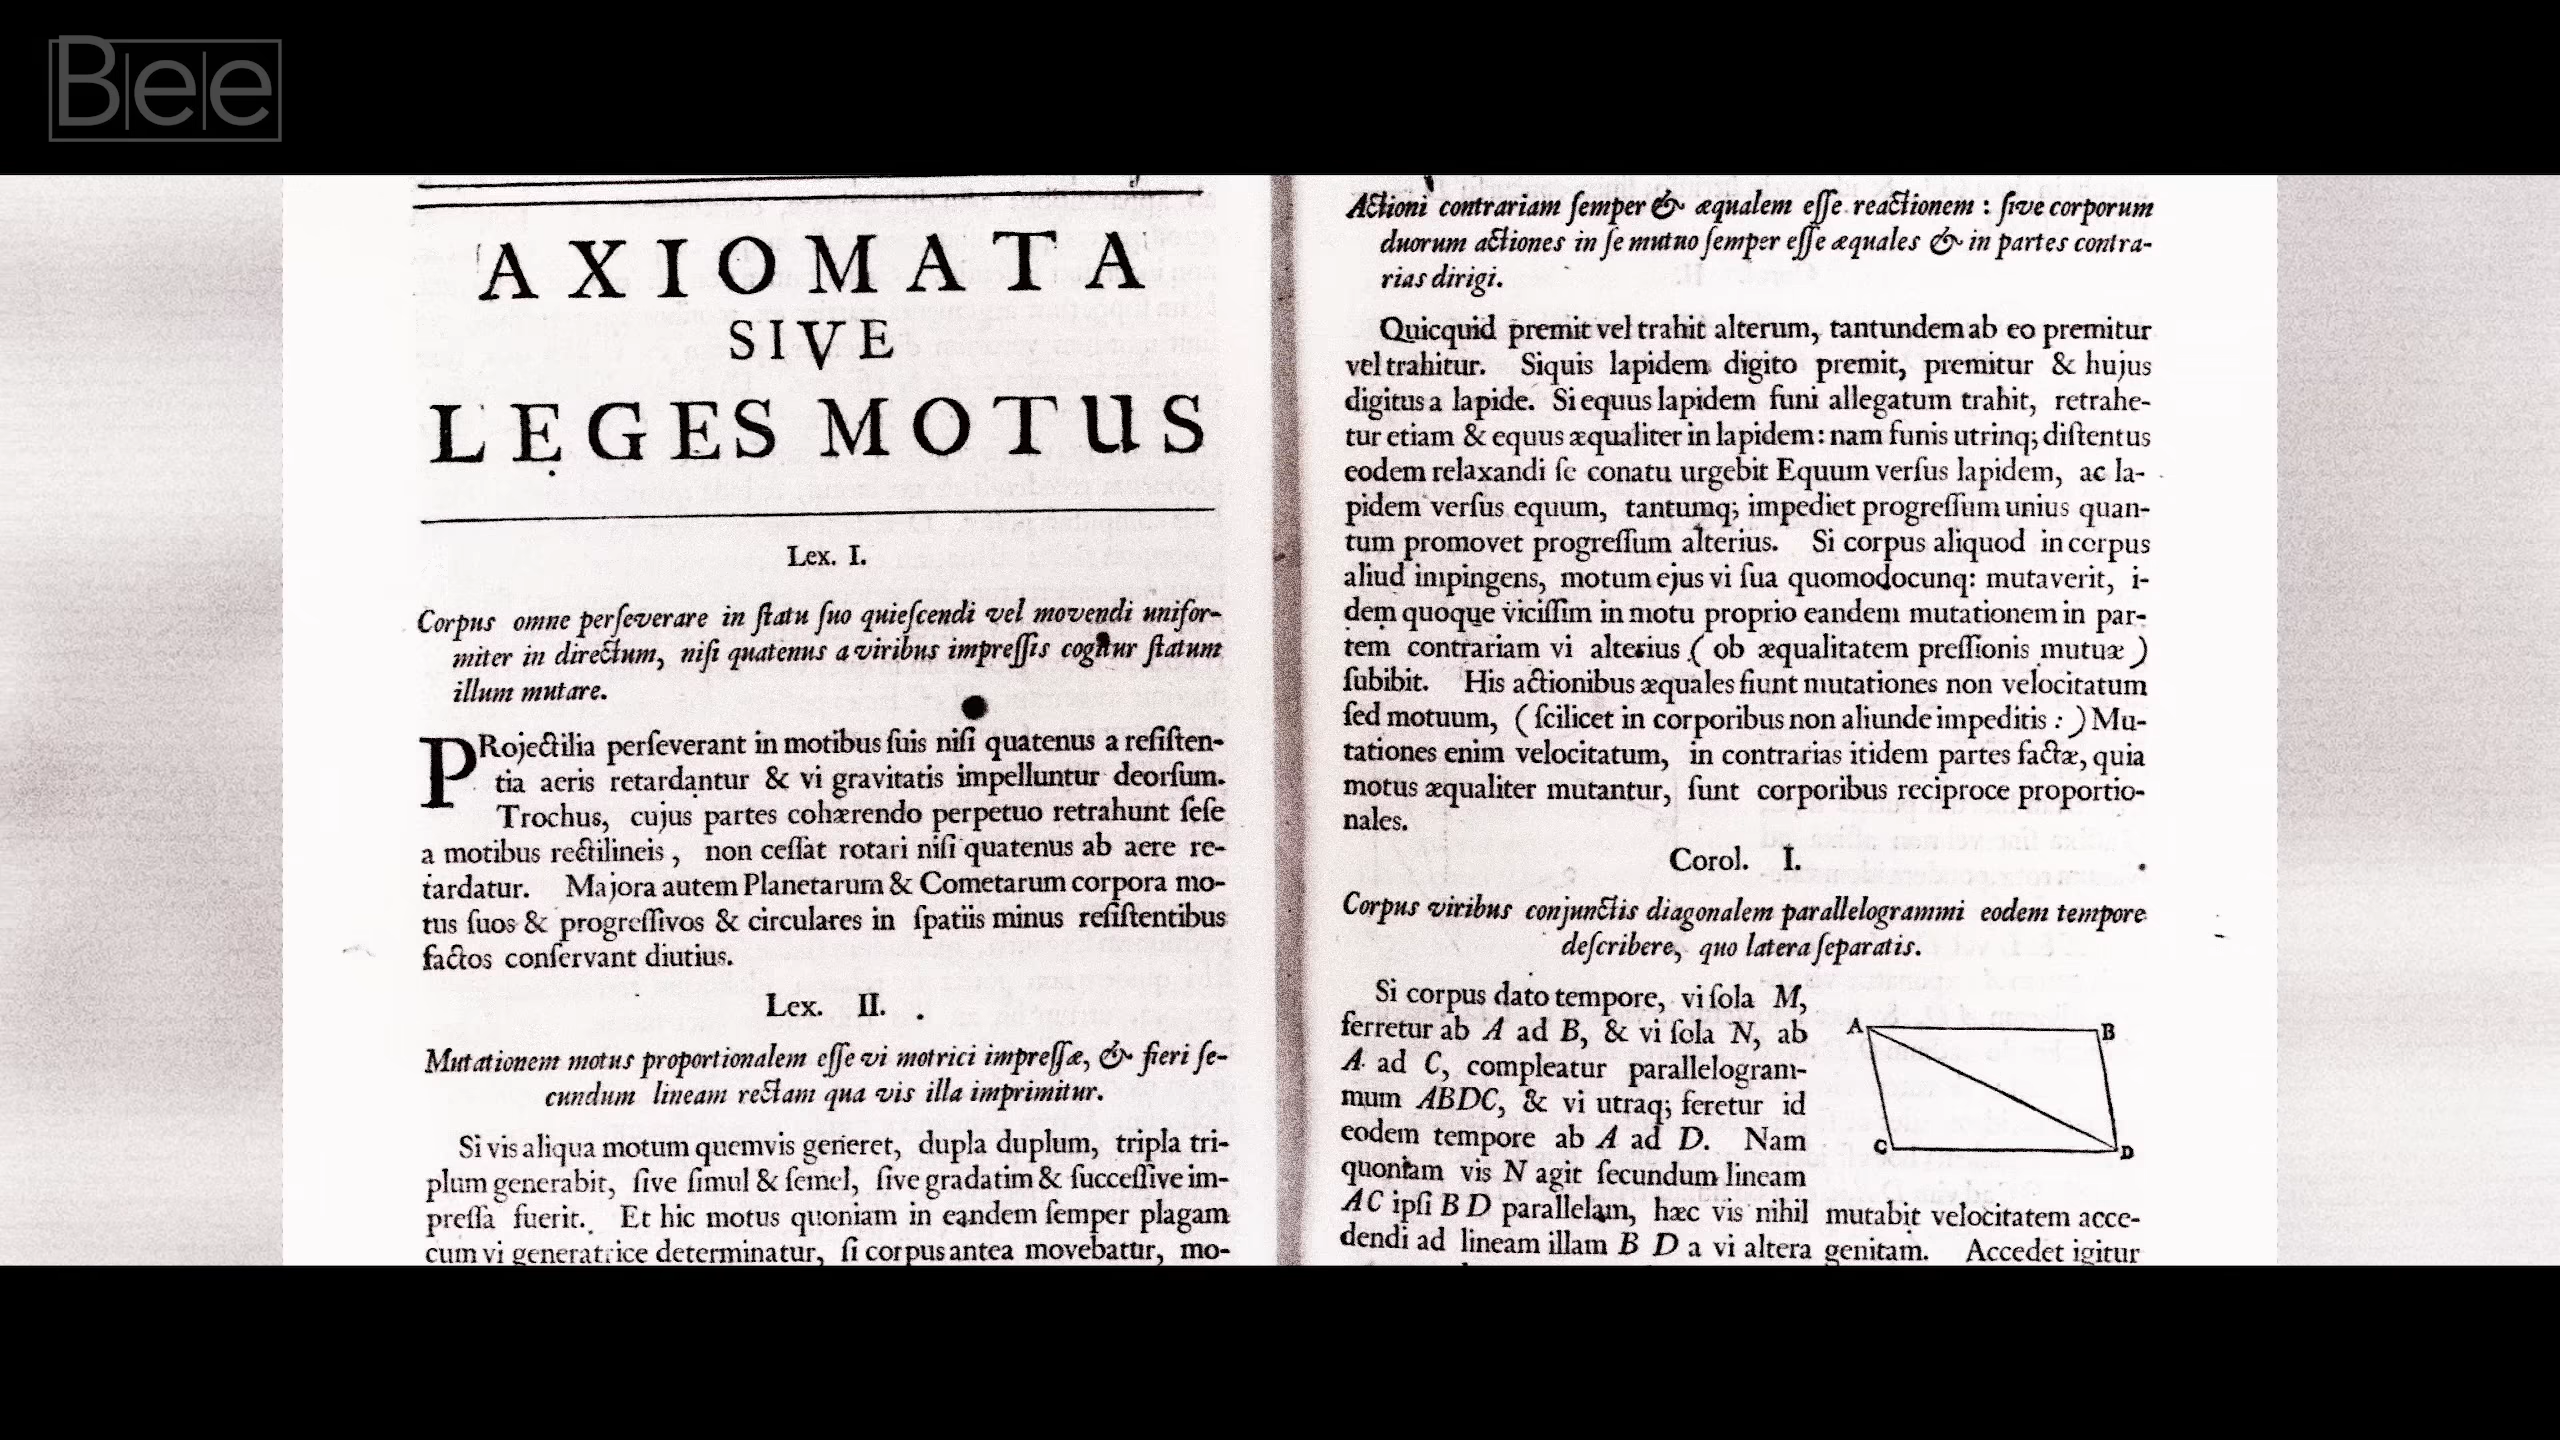 Bee
AXIOMATA
SIVE
LEGES MOTUS
Lex. I.
Corpus omne perſeverare in ſtatu ſuo quieſcendi vel movendi unifor-
miter in directum, niſi quatenus a viribus impreſſis cogitur ſtatum
illum mutare.
PRojectilia perſeverant in motibus ſuis niſi quatenus a reſiſten-
tia aeris retardantur & vi gravitatis impelluntur deorſum.
Trochus, cujus partes cohærendo perpetuo retrahunt ſeſe
a motibus rectilineis, non ceſſat rotari niſi quatenus ab aere re-
tardatur. Majora autem Planetarum & Cometarum corpora mo-
tus ſuos & progreſſivos & circulares in ſpatiis minus reſiſtentibus
factos conſervant diutius.
Lex. II.
Mutationem motus proportionalem eſſe vi motrici impreſſæ, & fieri ſe-
cundum lineam rectam qua vis illa imprimitur.
Si vis aliqua motum quemvis generet, dupla duplum, tripla tri-
plum generabit, ſive ſimul & ſemel, ſive gradatim & ſucceſſive im-
preſſa fuerit. Et hic motus quoniam in eandem ſemper plagam
cum vi generatrice determinatur, ſi corpus antea movebatur, mo-
Actioni contrariam ſemper & æqualem eſſe reactionem: ſive corporum
duorum actiones in ſe mutuo ſemper eſſe æquales & in partes contra-
rias dirigi.
Quicquid premit vel trahit alterum, tantundem ab eo premitur
vel trahitur. Siquis lapidem digito premit, premitur & hujus
digitus a lapide. Si equus lapidem funi allegatum trahit, retrahe-
tur etiam & equus æqualiter in lapidem: nam funis utrinq; diſtentus
eodem relaxandi ſe conatu urgebit Equum verſus lapidem, ac la-
pidem verſus equum, tantumq; impediet progreſſum unius quan-
tum promovet progreſſum alterius. Si corpus aliquod in corpus
aliud impingens, motum ejus vi ſua quomodocunq: mutaverit, i-
dem quoque viciſſim in motu proprio eandem mutationem in par-
tem contrariam vi alterius (ob æqualitatem preſſionis mutuæ)
ſubibit. His actionibus æquales fiunt mutationes non velocitatum
ſed motuum, (ſcilicet in corporibus non aliunde impeditis:) Mu-
tationes enim velocitatum, in contrarias itidem partes factæ, quia
motus æqualiter mutantur, ſunt corporibus reciproce proportio-
nales.
Corol. I.
Corpus viribus conjunctis diagonalem parallelogrammi eodem tempore
deſcribere, quo latera ſeparatis.
Si corpus dato tempore, vi ſola M,
ferretur ab A ad B, & vi ſola N, ab
A ad C, compleatur parallelogram-
mum ABDC, & vi utraq; feretur id
eodem tempore ab A ad D. Nam
quoniam vis N agit ſecundum lineam
AC ipſi BD parallelam, hæc vis nihil mutabit velocitatem acce-
dendi ad lineam illam BD a vi altera genitam. Accedet igitur
A
B
C
D